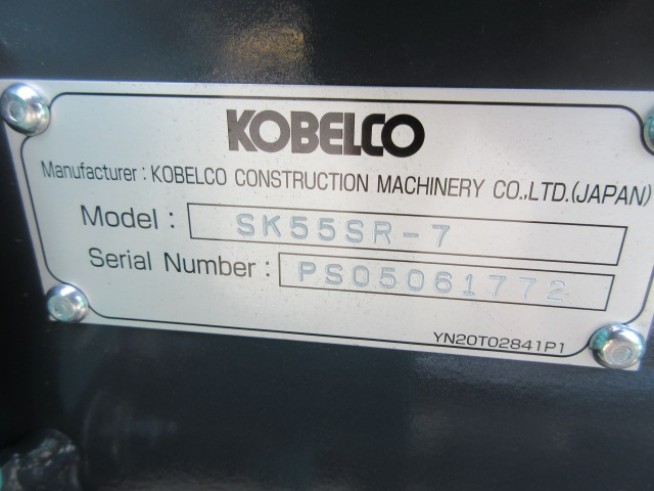 KOBELCO
Manufacturer : KOBELCO CONSTRUCTION MACHINERY CO.,LTD.(JAPAN)
Model : SK55SR-7
Serial Number : PS05061772
YN20T02841P1